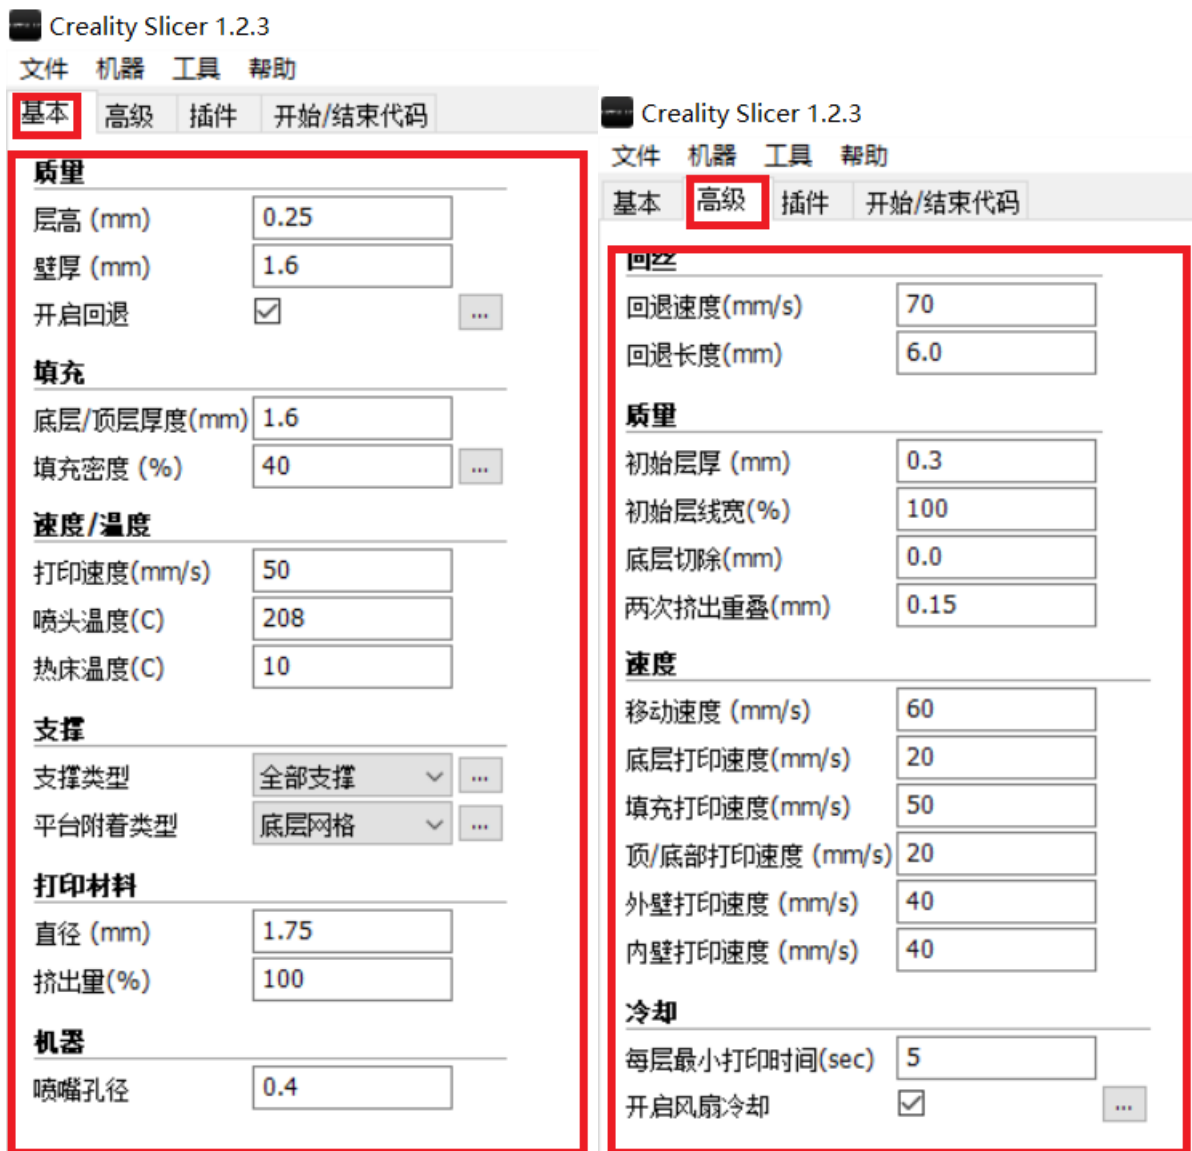 Creality Slicer 1.2.3
文件 机器 工具 帮助
基本 高级 插件 开始/结束代码
质量
层高 (mm) 0.25
壁厚 (mm) 1.6
开启回退 ...
填充
底层/顶层厚度(mm) 1.6
填充密度 (%) 40 ...
速度/温度
打印速度(mm/s) 50
喷头温度(C) 208
热床温度(C) 10
支撑
支撑类型 全部支撑 ...
平台附着类型 底层网格 ...
打印材料
直径 (mm) 1.75
挤出量(%) 100
机器
喷嘴孔径 0.4
Creality Slicer 1.2.3
文件 机器 工具 帮助
基本 高级 插件 开始/结束代码
回丝
回退速度(mm/s) 70
回退长度(mm) 6.0
质量
初始层厚 (mm) 0.3
初始层线宽(%) 100
底层切除(mm) 0.0
两次挤出重叠(mm) 0.15
速度
移动速度 (mm/s) 60
底层打印速度(mm/s) 20
填充打印速度(mm/s) 50
顶/底部打印速度 (mm/s) 20
外壁打印速度 (mm/s) 40
内壁打印速度 (mm/s) 40
冷却
每层最小打印时间(sec) 5
开启风扇冷却 ...